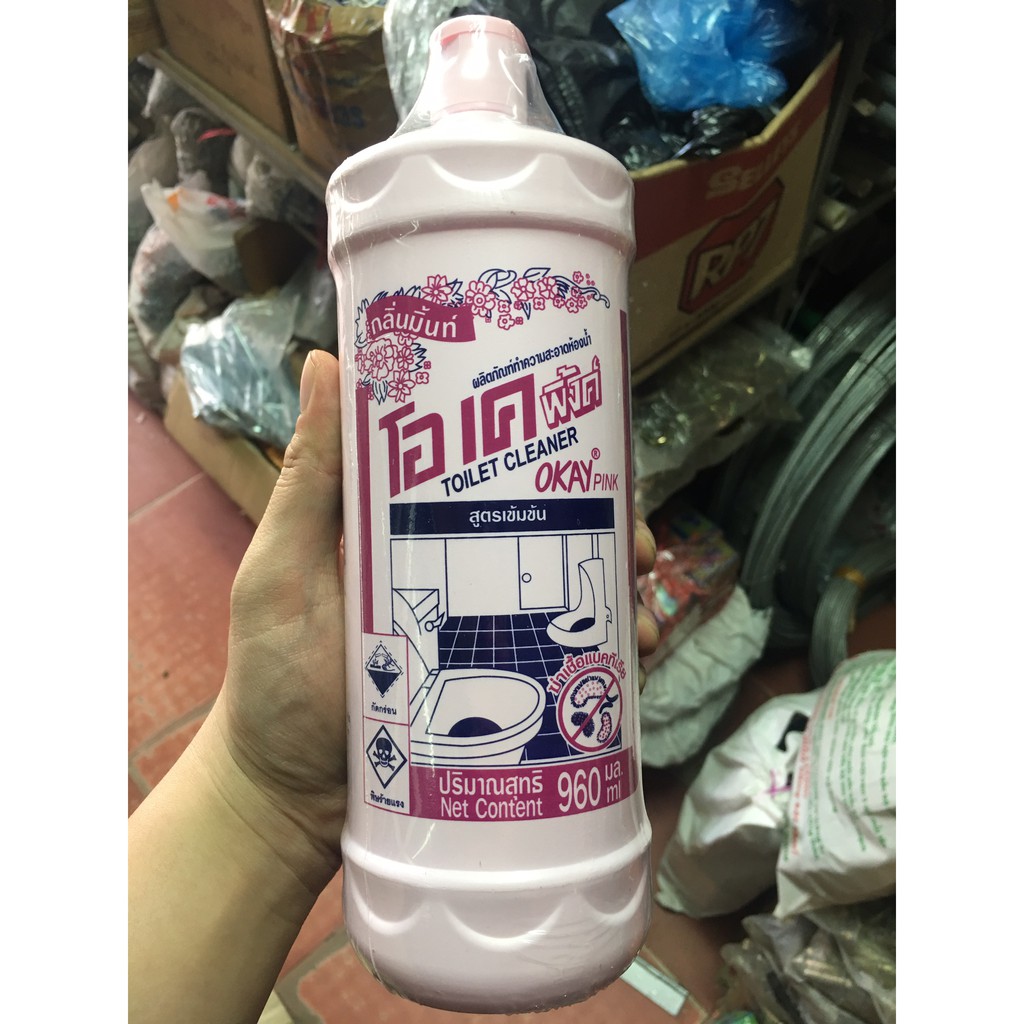 กลิ่นมิ้นท์
ผลิตภัณฑ์ทำความสะอาดห้องน้ำ
โอเค พิ้งค์
TOILET CLEANER
OKAY® PINK
สูตรเข้มข้น
ฆ่าเชื้อแบคทีเรีย
กัดกร่อน
พิษร้ายแรง
ปริมาณสุทธิ 960 มล.
Net Content ml
RPI